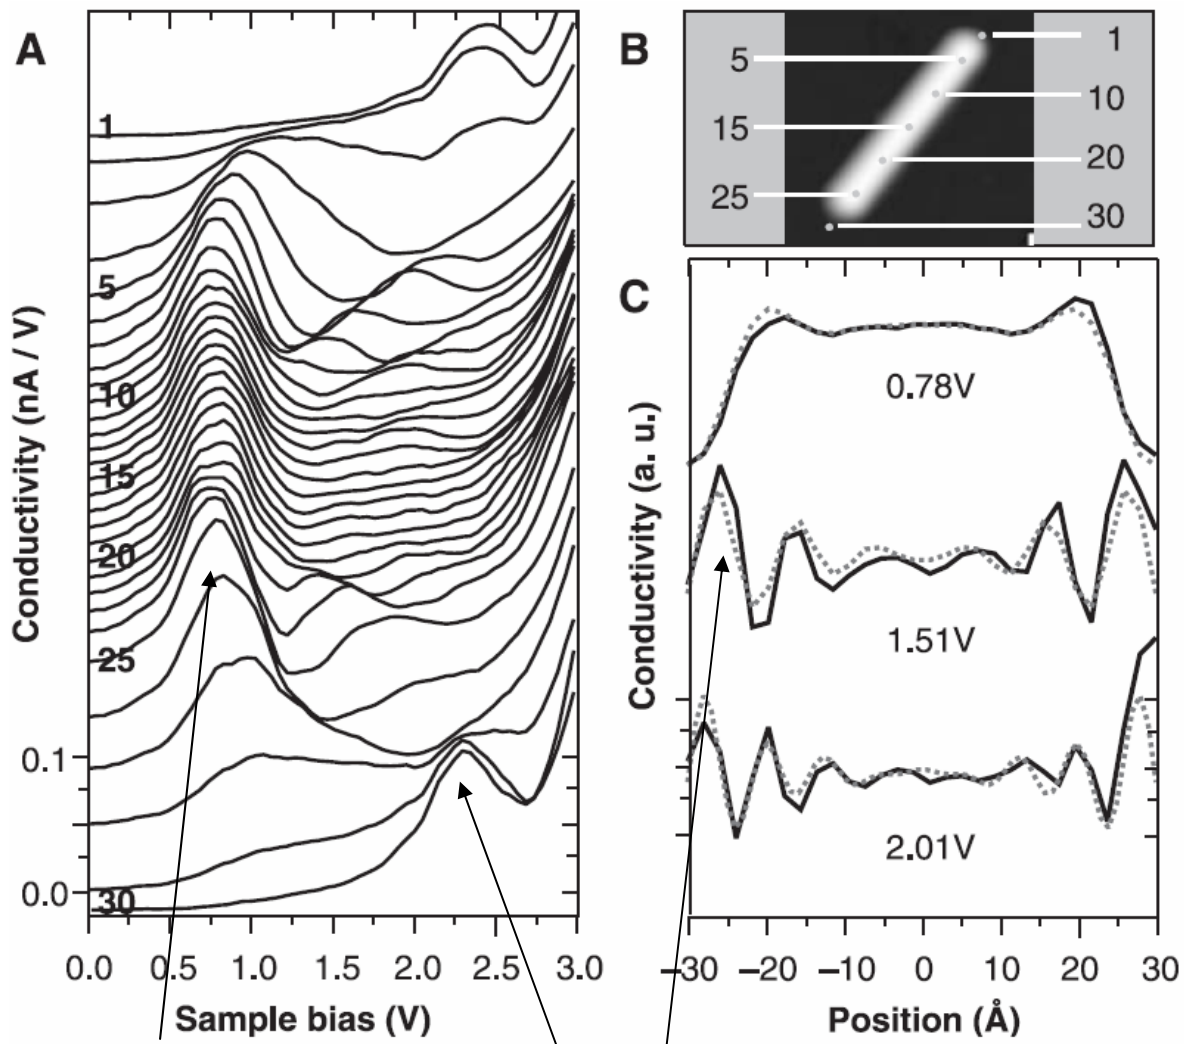 A
Conductivity (nA / V)
1
5
10
15
20
25
30
0.1
0.0
0.0 0.5 1.0 1.5 2.0 2.5 3.0
Sample bias (V)
B
1
5
10
15
20
25
30
C
Conductivity (a. u.)
0.78V
1.51V
2.01V
–30 –20 –10 0 10 20 30
Position (Å)